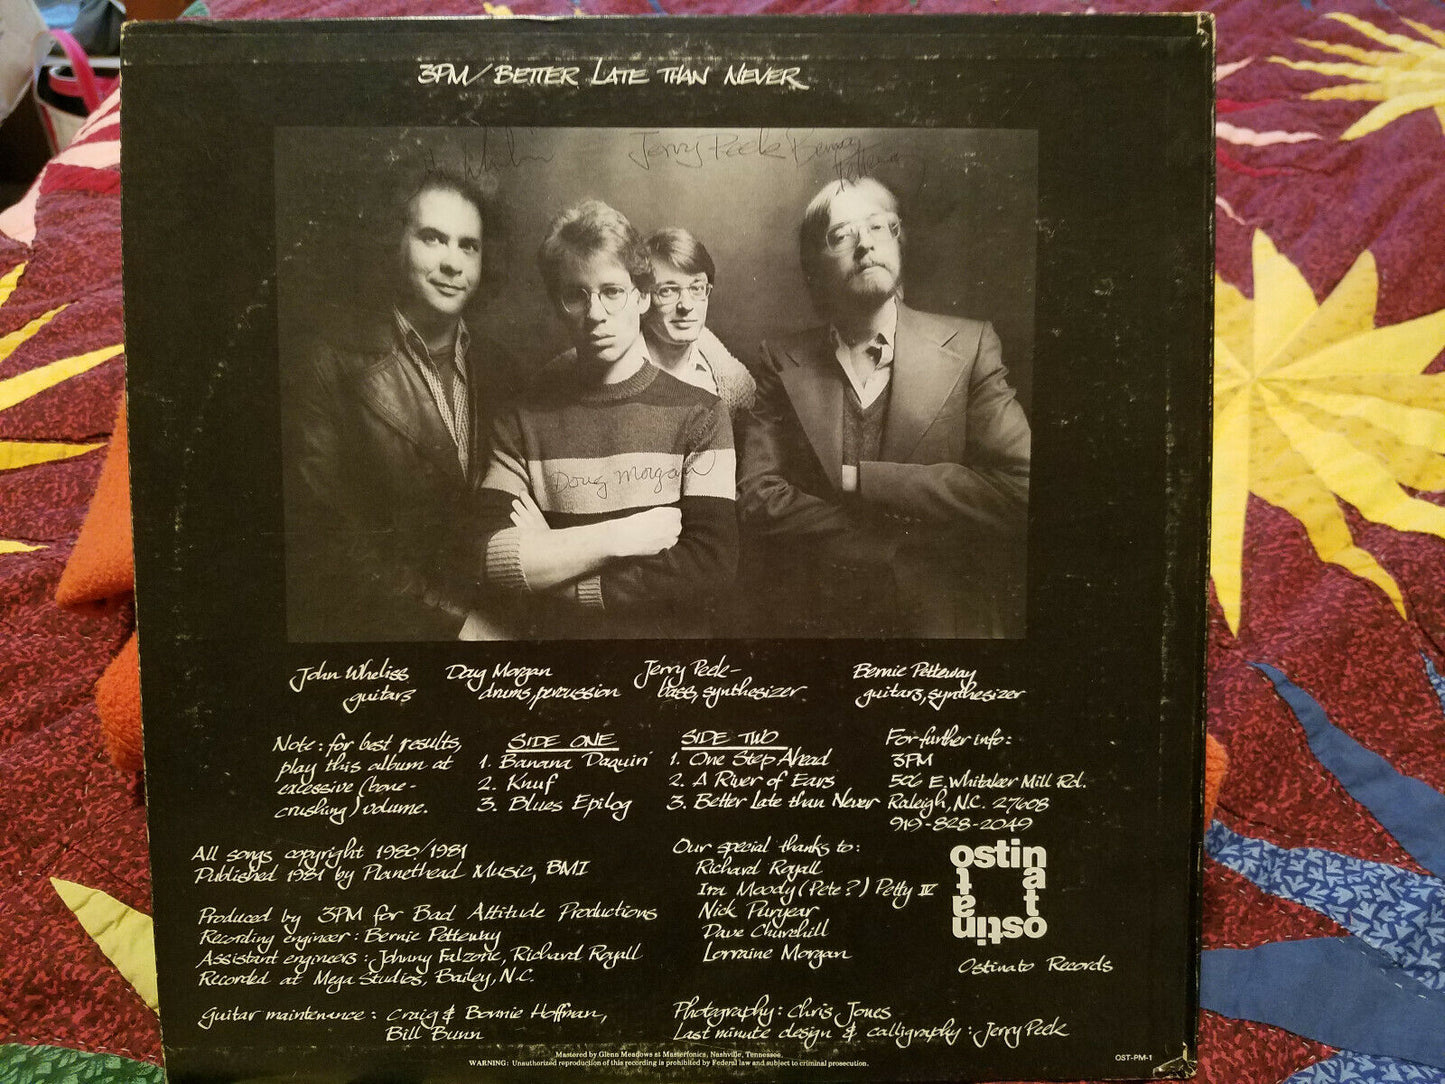 3PM / BETTER LATE THAN NEVER
Jerry Peek
Doug Morgan
John Wheliss
guitars
Doug Morgan
drums, percussion
Jerry Peek-
bass, synthesizer
Bernie Petteway
guitars, synthesizer
Note: for best results,
play this album at
excessive (bone-
crushing) volume.
SIDE ONE
1. Banana Daquiri
2. Knuf
3. Blues Epilog
SIDE TWO
1. One Step Ahead
2. A River of Ears
3. Better Late than Never
For further info:
3PM
506 E. Whitaker Mill Rd.
Raleigh, N.C. 27608
919-828-2049
All songs copyright 1980/1981
Published 1981 by Planethead Music, BMI
Produced by 3PM for Bad Attitude Productions
Recording engineer: Bernie Petteway
Assistant engineers: Johnny Falzone, Richard Royall
Recorded at Mega Studios, Bailey, N.C.
Guitar maintenance: Craig & Bonnie Hoffman,
Bill Bunn
Our special thanks to:
Richard Royall
Ira Moody (Pete?) Petty IV
Nick Puryear
Dave Churchill
Lorraine Morgan
ostinatoostinato
Ostinato Records
Photography: Chris Jones
Last minute design & calligraphy: Jerry Peek
Mastered by Glenn Meadows at Masterfonics, Nashville, Tennessee.
WARNING: Unauthorized reproduction of this recording is prohibited by Federal law and subject to criminal prosecution.
OST-PM-1